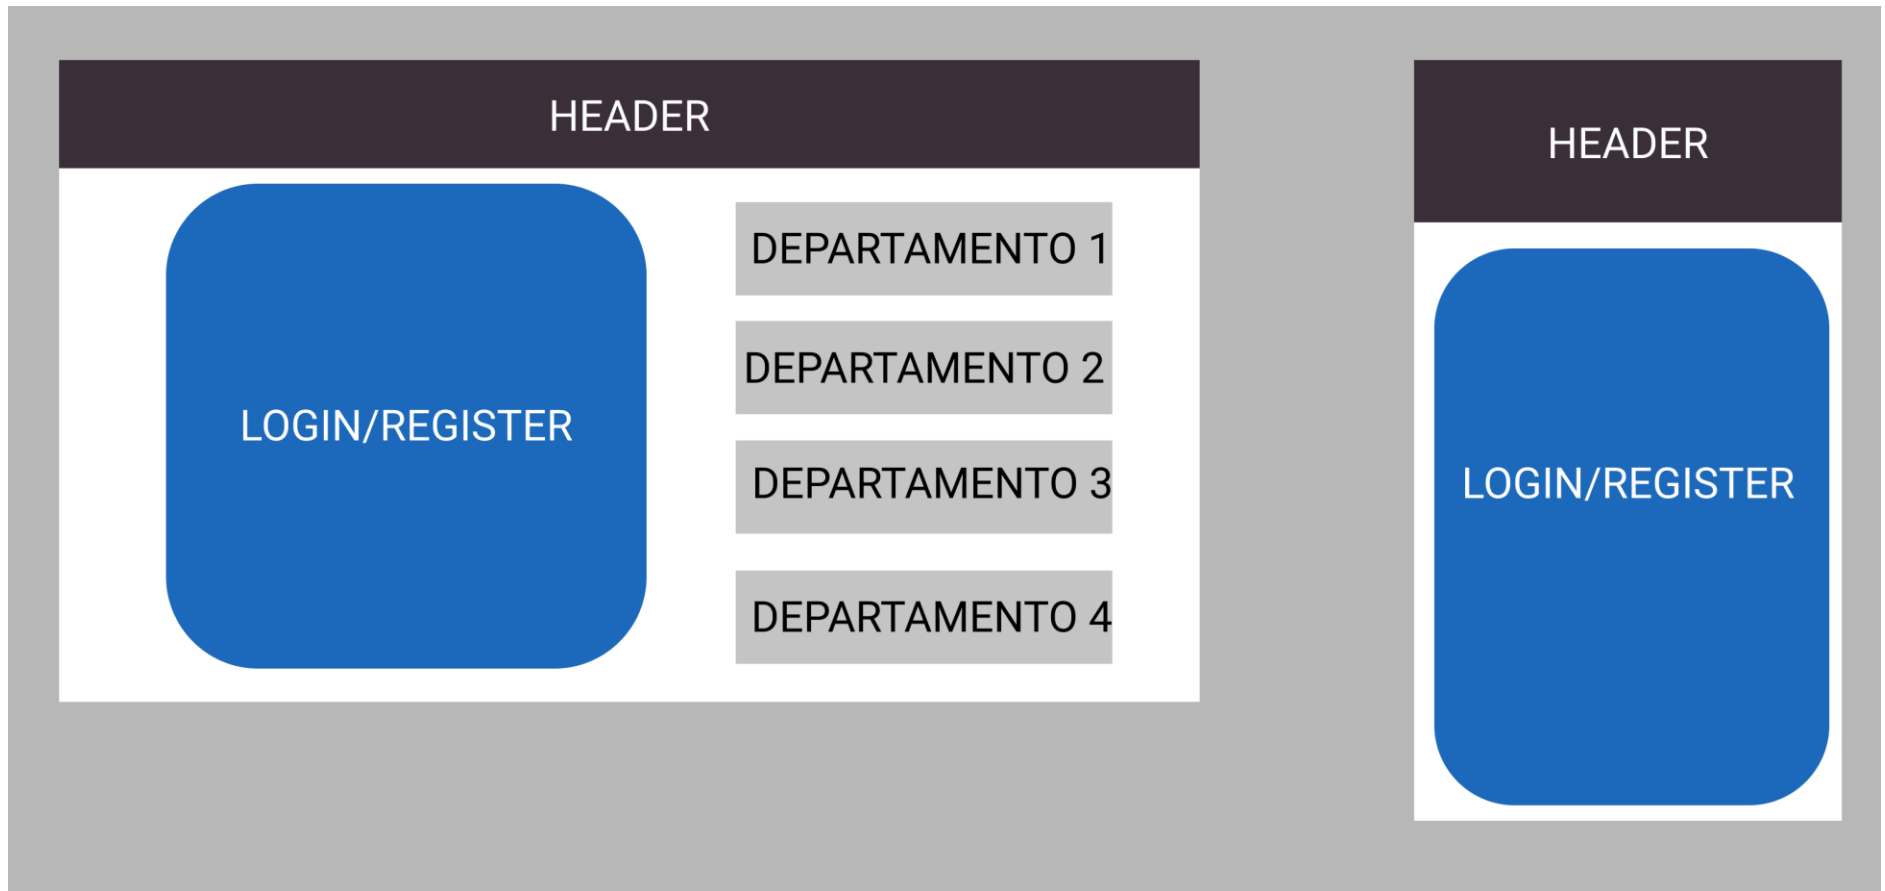 HEADER
LOGIN/REGISTER
DEPARTAMENTO 1
DEPARTAMENTO 2
DEPARTAMENTO 3
DEPARTAMENTO 4
HEADER
LOGIN/REGISTER